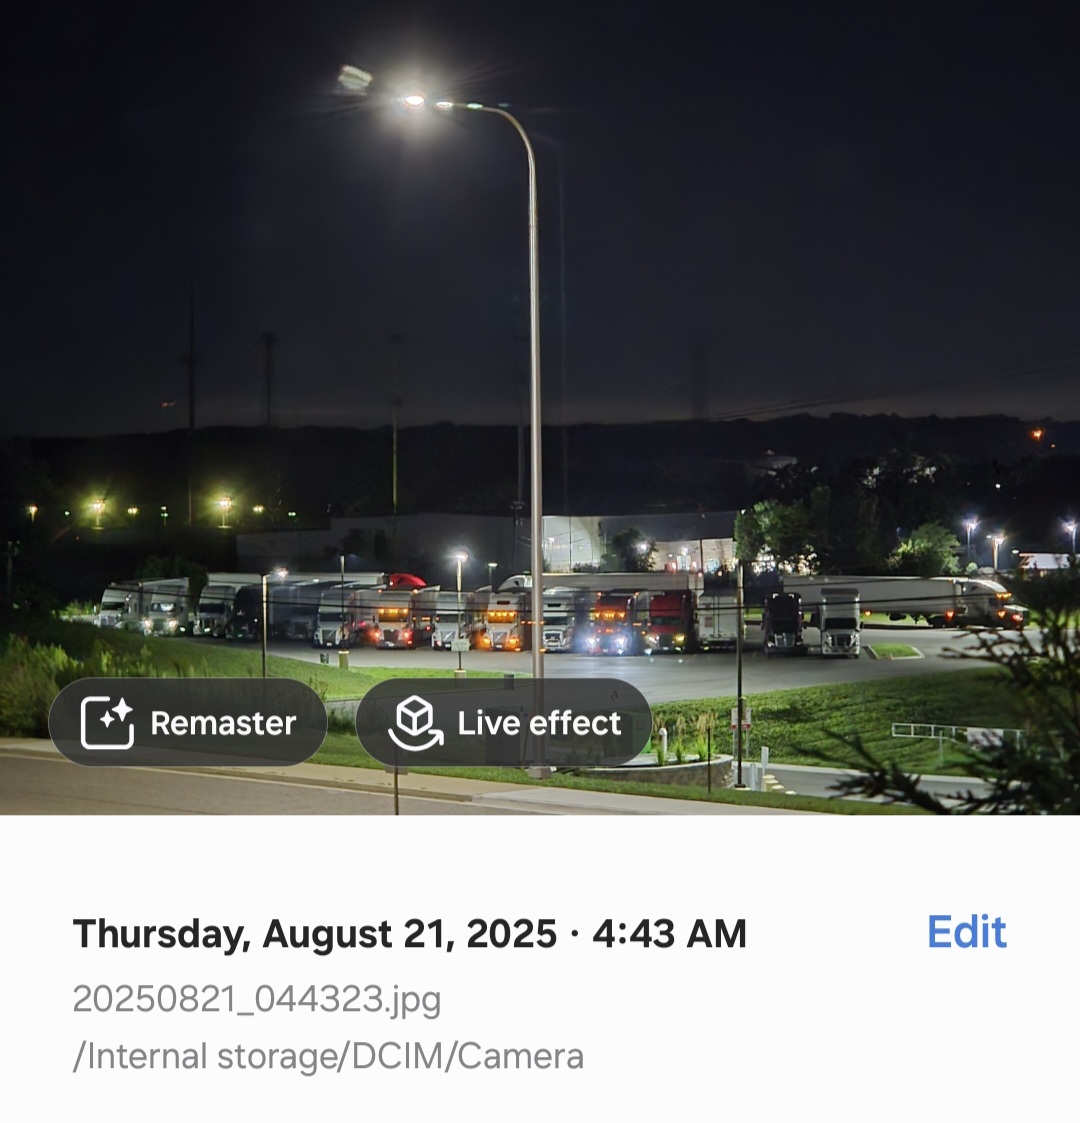 Remaster
Live effect
Thursday, August 21, 2025 · 4:43 AM
Edit
20250821_044323.jpg
/Internal storage/DCIM/Camera